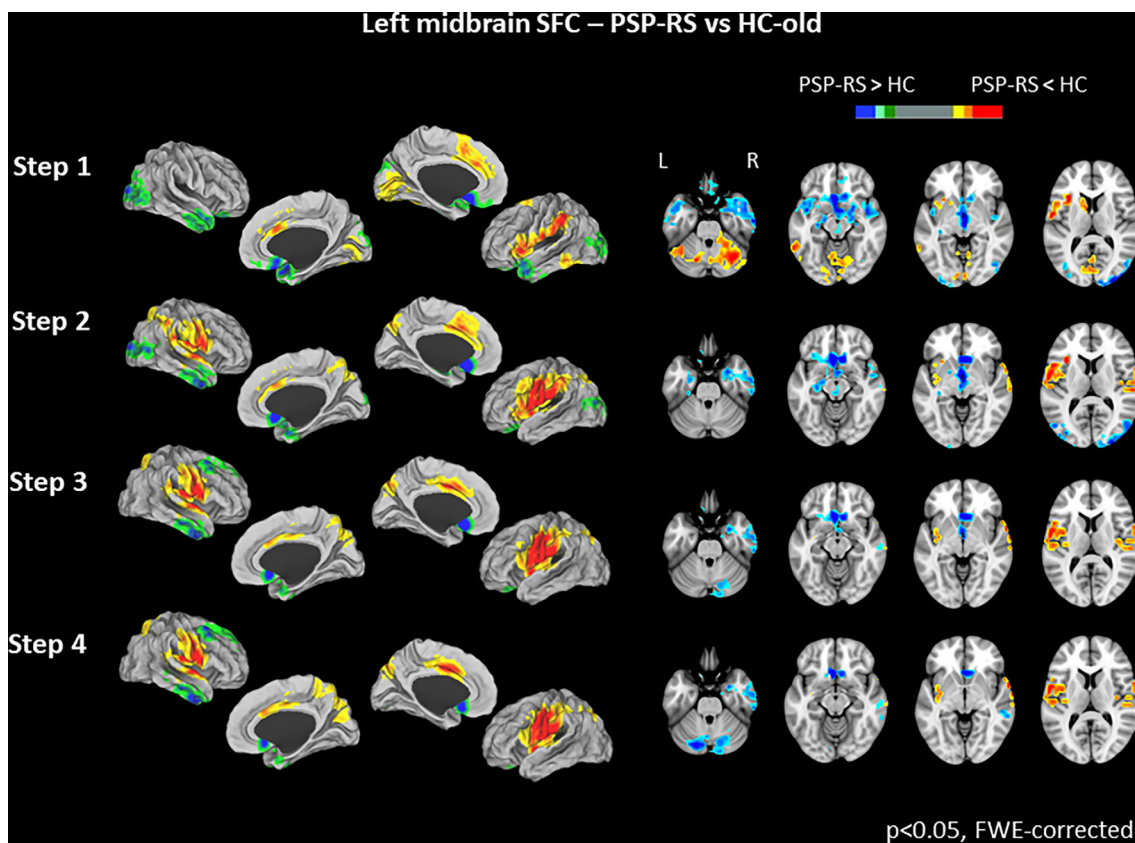 Left midbrain SFC – PSP-RS vs HC-old
PSP-RS > HC PSP-RS < HC
Step 1
L R
Step 2
Step 3
Step 4
p<0.05, FWE-corrected